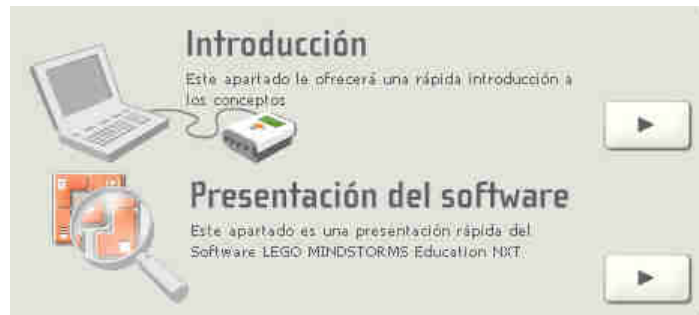 Introducción
Este apartado le ofrecerá una rápida introducción a
los conceptos
Presentación del software
Este apartado es una presentación rápida del
Software LEGO MINDSTORMS Education NXT